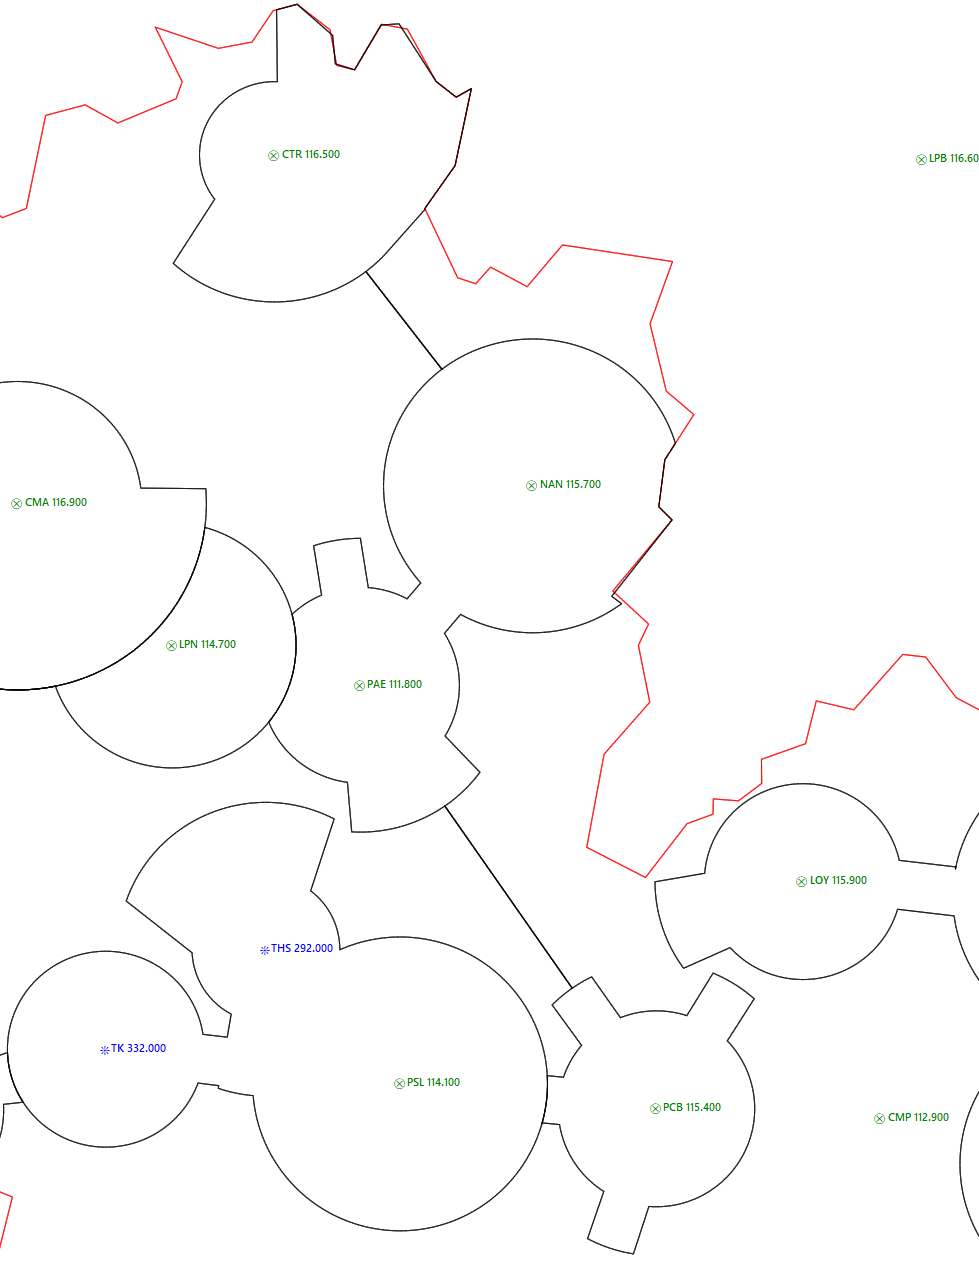 CTR 116.500
LPB 116.60
NAN 115.700
CMA 116.900
LPN 114.700
PAE 111.800
LOY 115.900
THS 292.000
TK 332.000
PSL 114.100
PCB 115.400
CMP 112.900